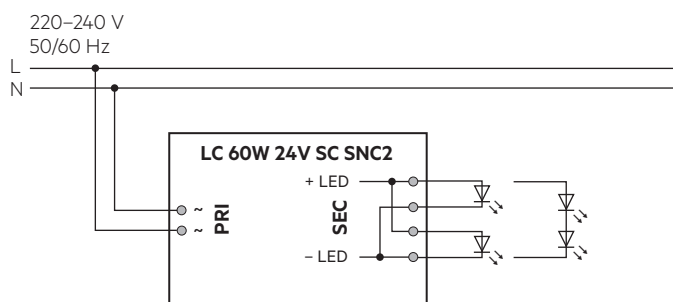 220–240 V
50/60 Hz
L
N
LC 60W 24V SC SNC2
+ LED
~
PRI
~
SEC
– LED